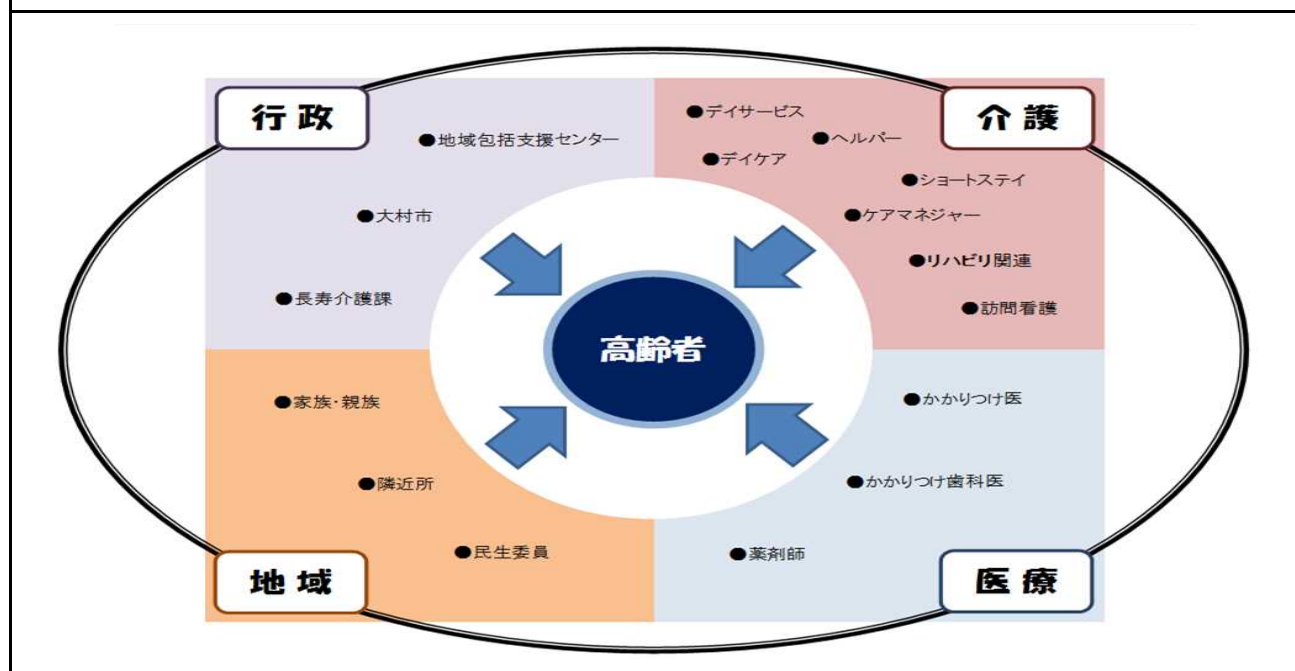 行政
●地域包括支援センター
●大村市
●長寿介護課
介護
●デイサービス
●ヘルパー
●デイケア
●ショートステイ
●ケアマネジャー
●リハビリ関連
●訪問看護
高齢者
●家族・親族
●隣近所
●民生委員
地域
●かかりつけ医
●かかりつけ歯科医
●薬剤師
医療